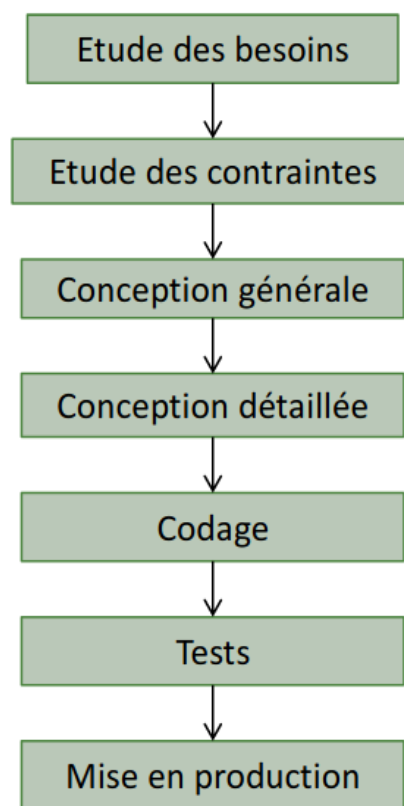 Etude des besoins
Etude des contraintes
Conception générale
Conception détaillée
Codage
Tests
Mise en production